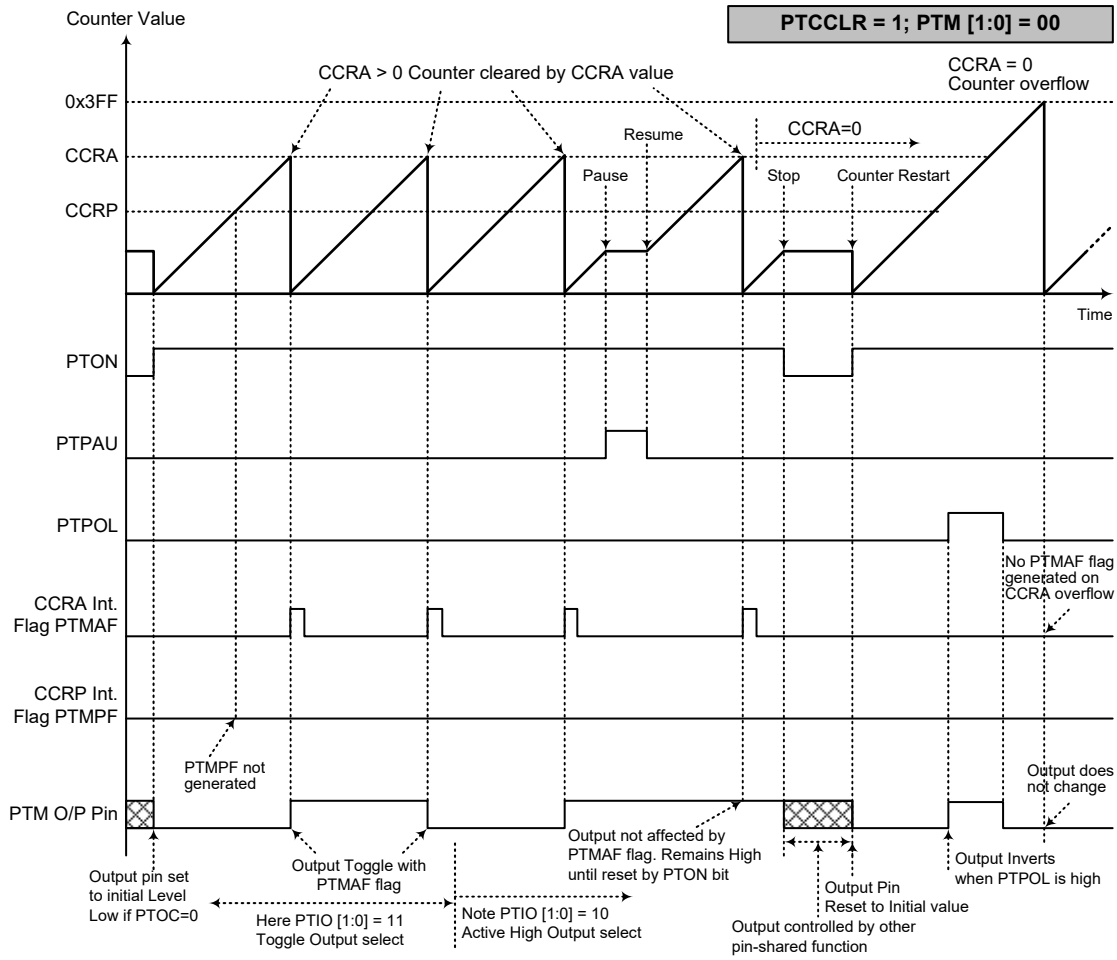 Counter Value
PTCCLR = 1; PTM [1:0] = 00
CCRA > 0 Counter cleared by CCRA value
CCRA = 0
Counter overflow
0x3FF
Resume
CCRA=0
CCRA
Pause
Stop
Counter Restart
CCRP
Time
PTON
PTPAU
PTPOL
No PTMAF flag
generated on
CCRA overflow
CCRA Int.
Flag PTMAF
CCRP Int.
Flag PTMPF
PTMPF not
generated
Output does
not change
PTM O/P Pin
Output pin set
to initial Level
Low if PTOC=0
Output Toggle with
PTMAF flag
Output not affected by
PTMAF flag. Remains High
until reset by PTON bit
Output Inverts
when PTPOL is high
Output Pin
Reset to Initial value
Here PTIO [1:0] = 11
Toggle Output select
Note PTIO [1:0] = 10
Active High Output select
Output controlled by other
pin-shared function